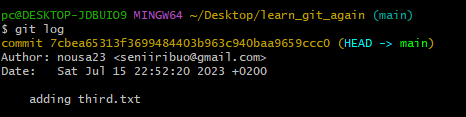 pc@DESKTOP-JDBUIO9 MINGW64 ~/Desktop/learn_git_again (main)
$ git log
commit 7cbea65313f3699484403b963c940baa9659ccc0 (HEAD -> main)
Author: nousa23 <seniiribuo@gmail.com>
Date:   Sat Jul 15 22:52:20 2023 +0200
    adding third.txt